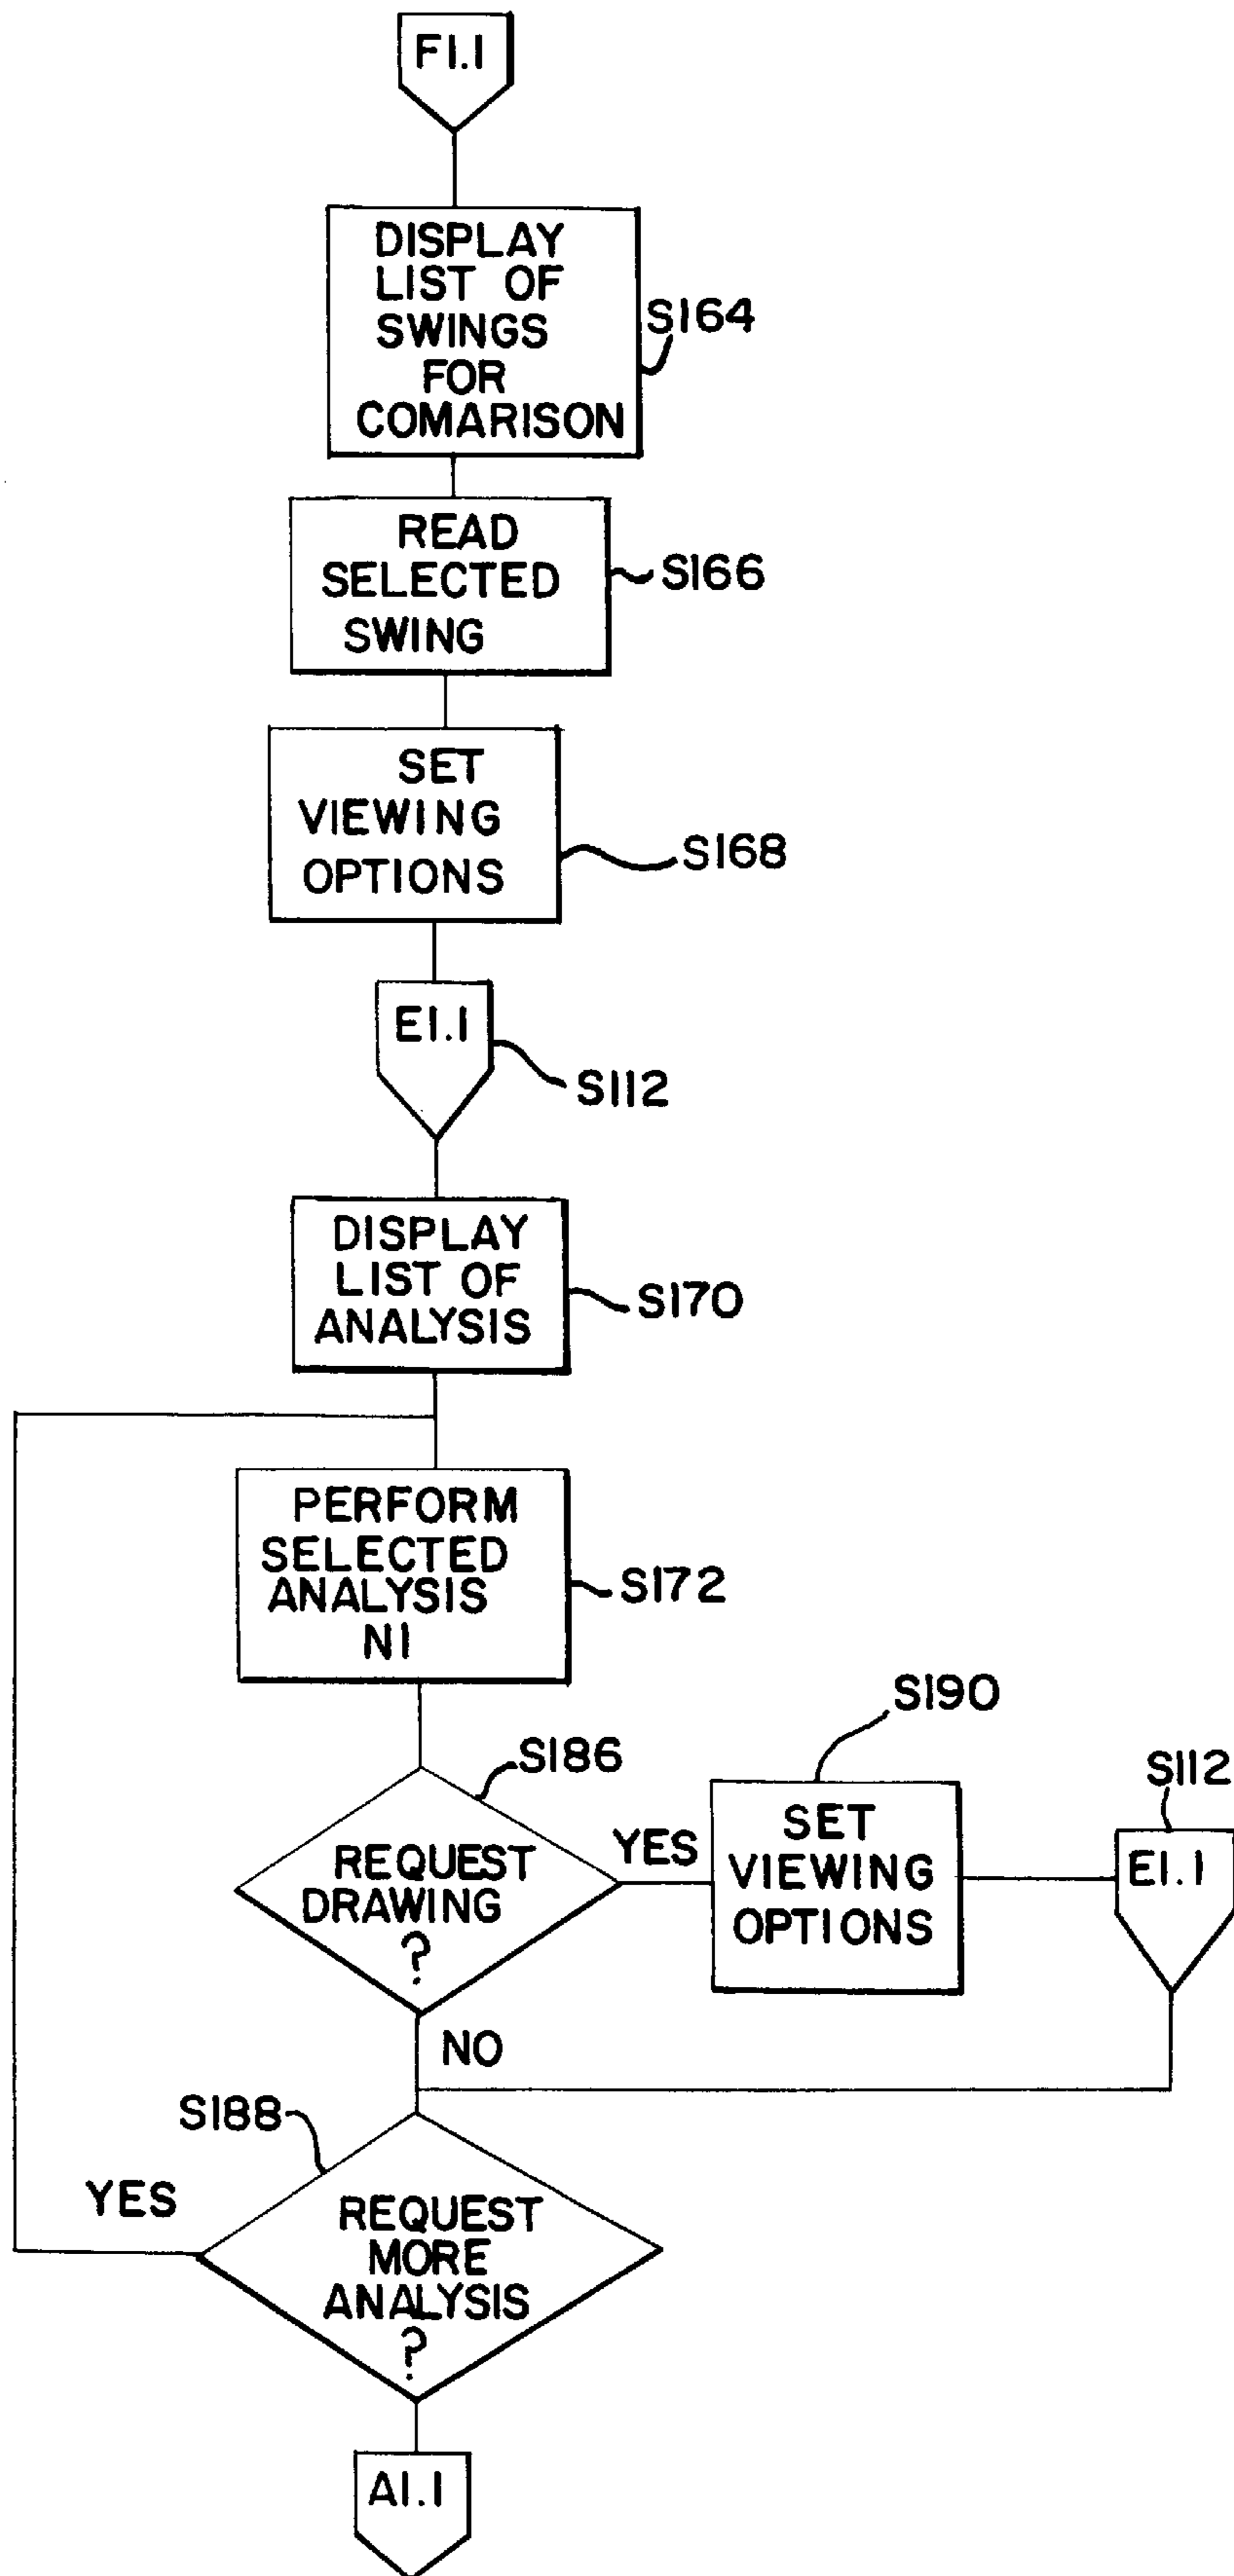 F1.1
DISPLAY
LIST OF
SWINGS
FOR
COMARISON
S164
READ
SELECTED
SWING
S166
SET
VIEWING
OPTIONS
S168
E1.1
S112
DISPLAY
LIST OF
ANALYSIS
S170
PERFORM
SELECTED
ANALYSIS
N1
S172
S186
REQUEST
DRAWING
?
YES
S190
SET
VIEWING
OPTIONS
S112
E1.1
NO
S188
YES
REQUEST
MORE
ANALYSIS
?
A1.1